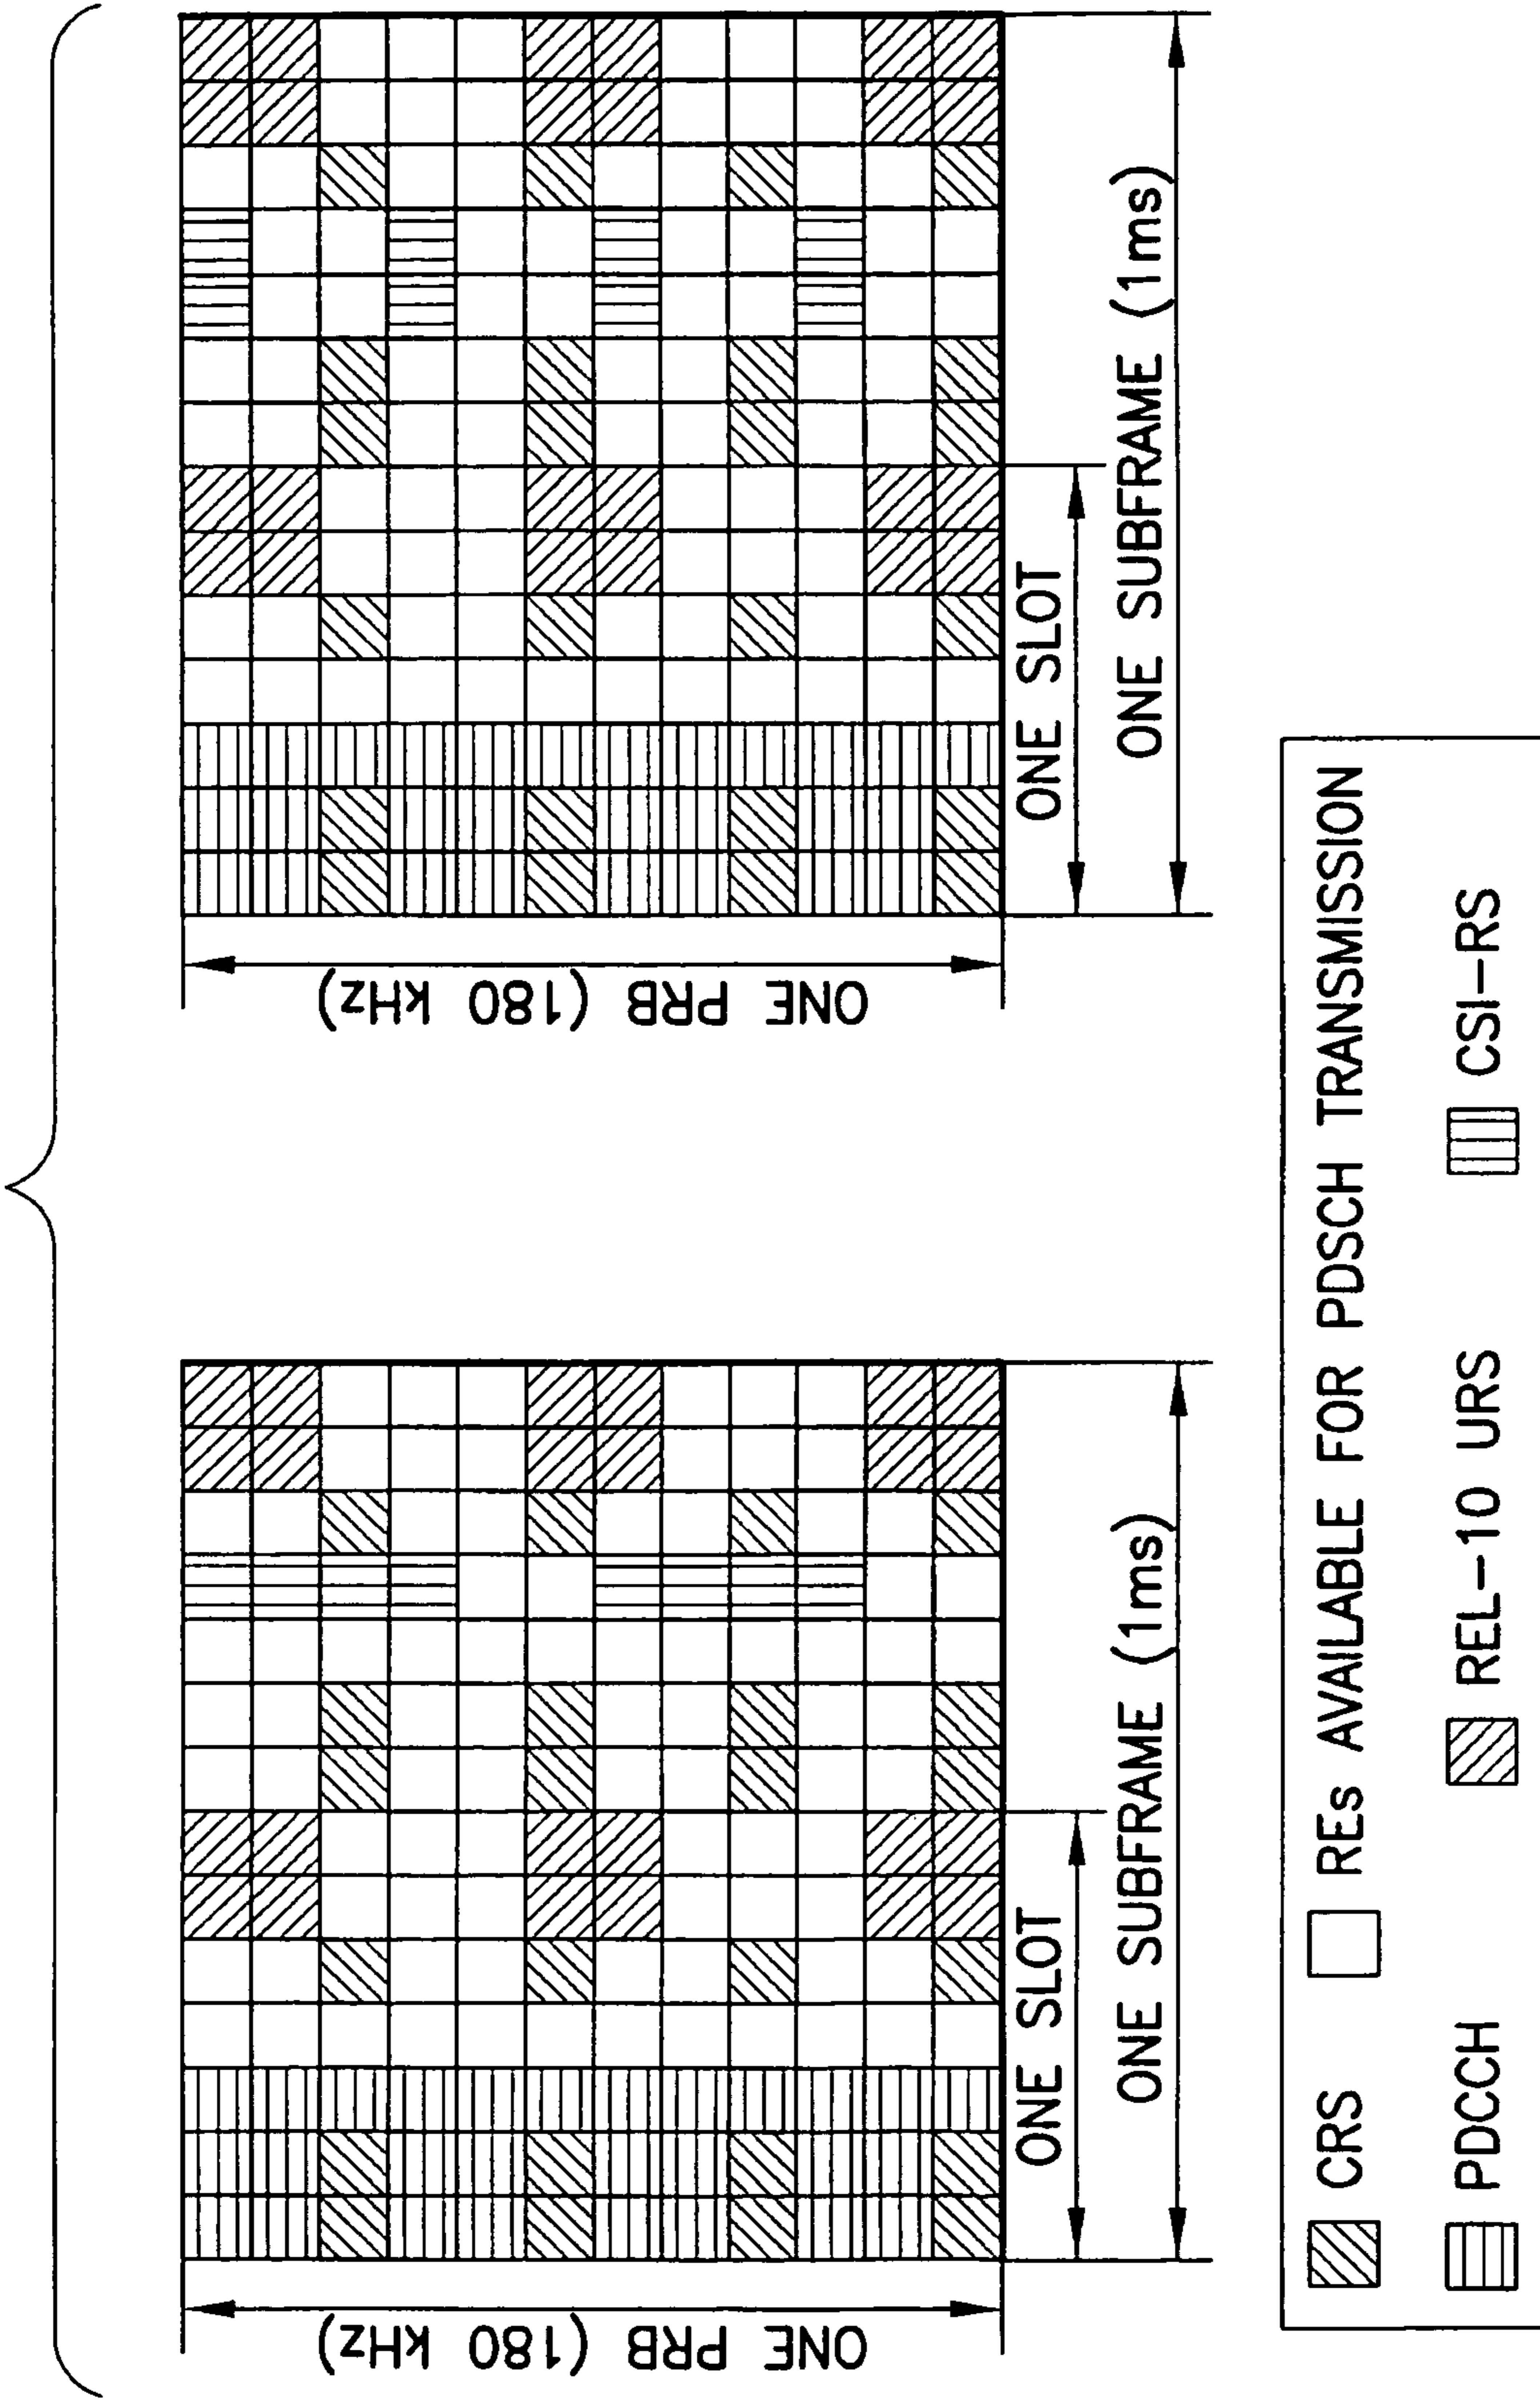 ONE PRB (180 kHz)
ONE SLOT
ONE SUBFRAME (1ms)
ONE PRB (180 kHz)
ONE SLOT
ONE SUBFRAME (1ms)
CRS REs AVAILABLE FOR PDSCH TRANSMISSION
PDCCH REL-10 URS CSI-RS